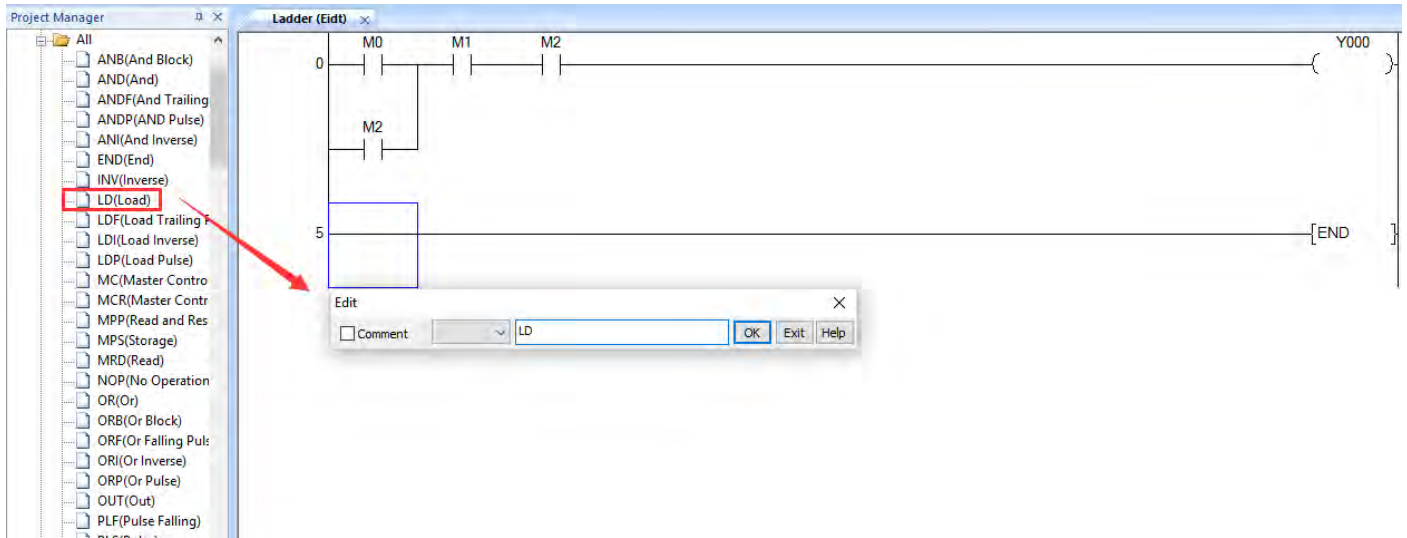 Project Manager
Ladder (Eidt)
All
ANB(And Block)
AND(And)
ANDF(And Trailing
ANDP(AND Pulse)
ANI(And Inverse)
END(End)
INV(Inverse)
LD(Load)
LDF(Load Trailing
LDI(Load Inverse)
LDP(Load Pulse)
MC(Master Contro
MCR(Master Contr
MPP(Read and Res
MPS(Storage)
MRD(Read)
NOP(No Operation
OR(Or)
ORB(Or Block)
ORF(Or Falling Puls
ORI(Or Inverse)
ORP(Or Pulse)
OUT(Out)
PLF(Pulse Falling)
M0 M1 M2 Y000
0
M2
5 END
Edit
Comment LD OK Exit Help